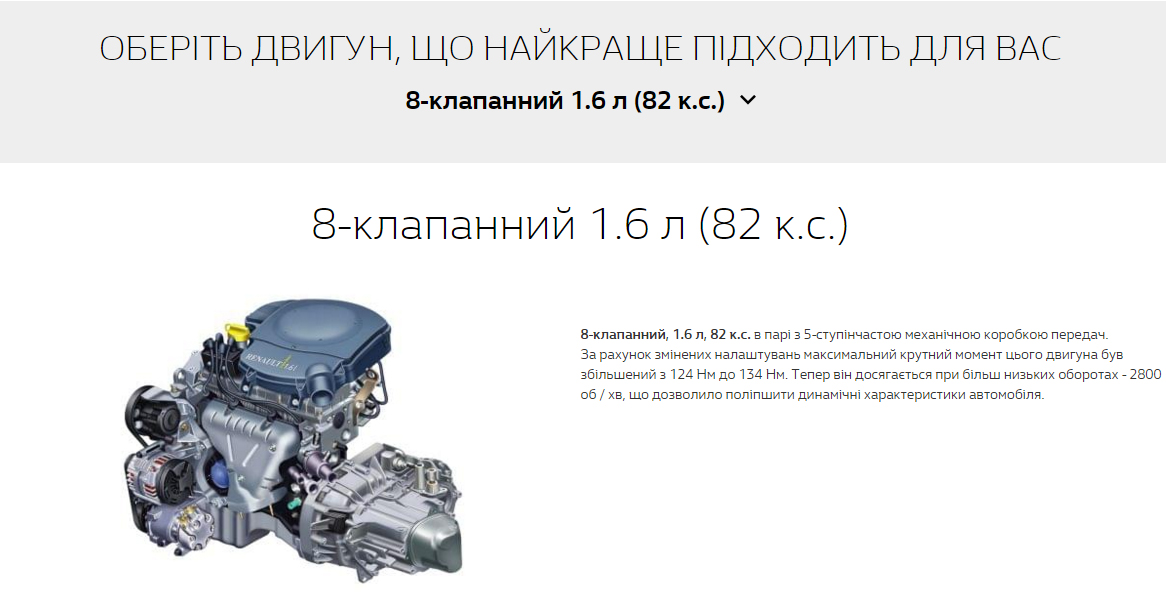 ОБЕРІТЬ ДВИГУН, ЩО НАЙКРАЩЕ ПІДХОДИТЬ ДЛЯ ВАС
8-клапанний 1.6 л (82 к.с.)
8-клапанний 1.6 л (82 к.с.)
RENAULT 1.6i
8-клапанний, 1.6 л, 82 к.с. в парі з 5-ступінчастою механічною коробкою передач.
За рахунок змінених налаштувань максимальний крутний момент цього двигуна був
збільшений з 124 Нм до 134 Нм. Тепер він досягається при більш низьких оборотах - 2800
об / хв, що дозволило поліпшити динамічні характеристики автомобіля.